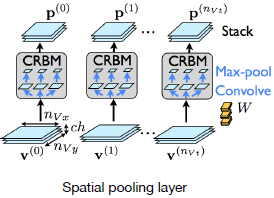 p(0) p(1) ... p(nVt) Stack
CRBM CRBM CRBM
Max-pool
Convolve
W
nVx
ch
nVy
v(0) v(1) ... v(nVt)
Spatial pooling layer